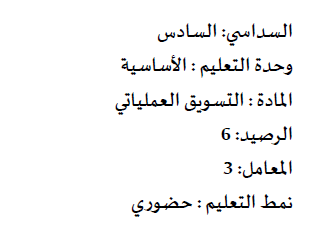 السداسي: السادس
وحدة التعليم : الأساسية
المادة : التسويق العملياتي
الرصيد: 6
المعامل: 3
نمط التعليم : حضوري